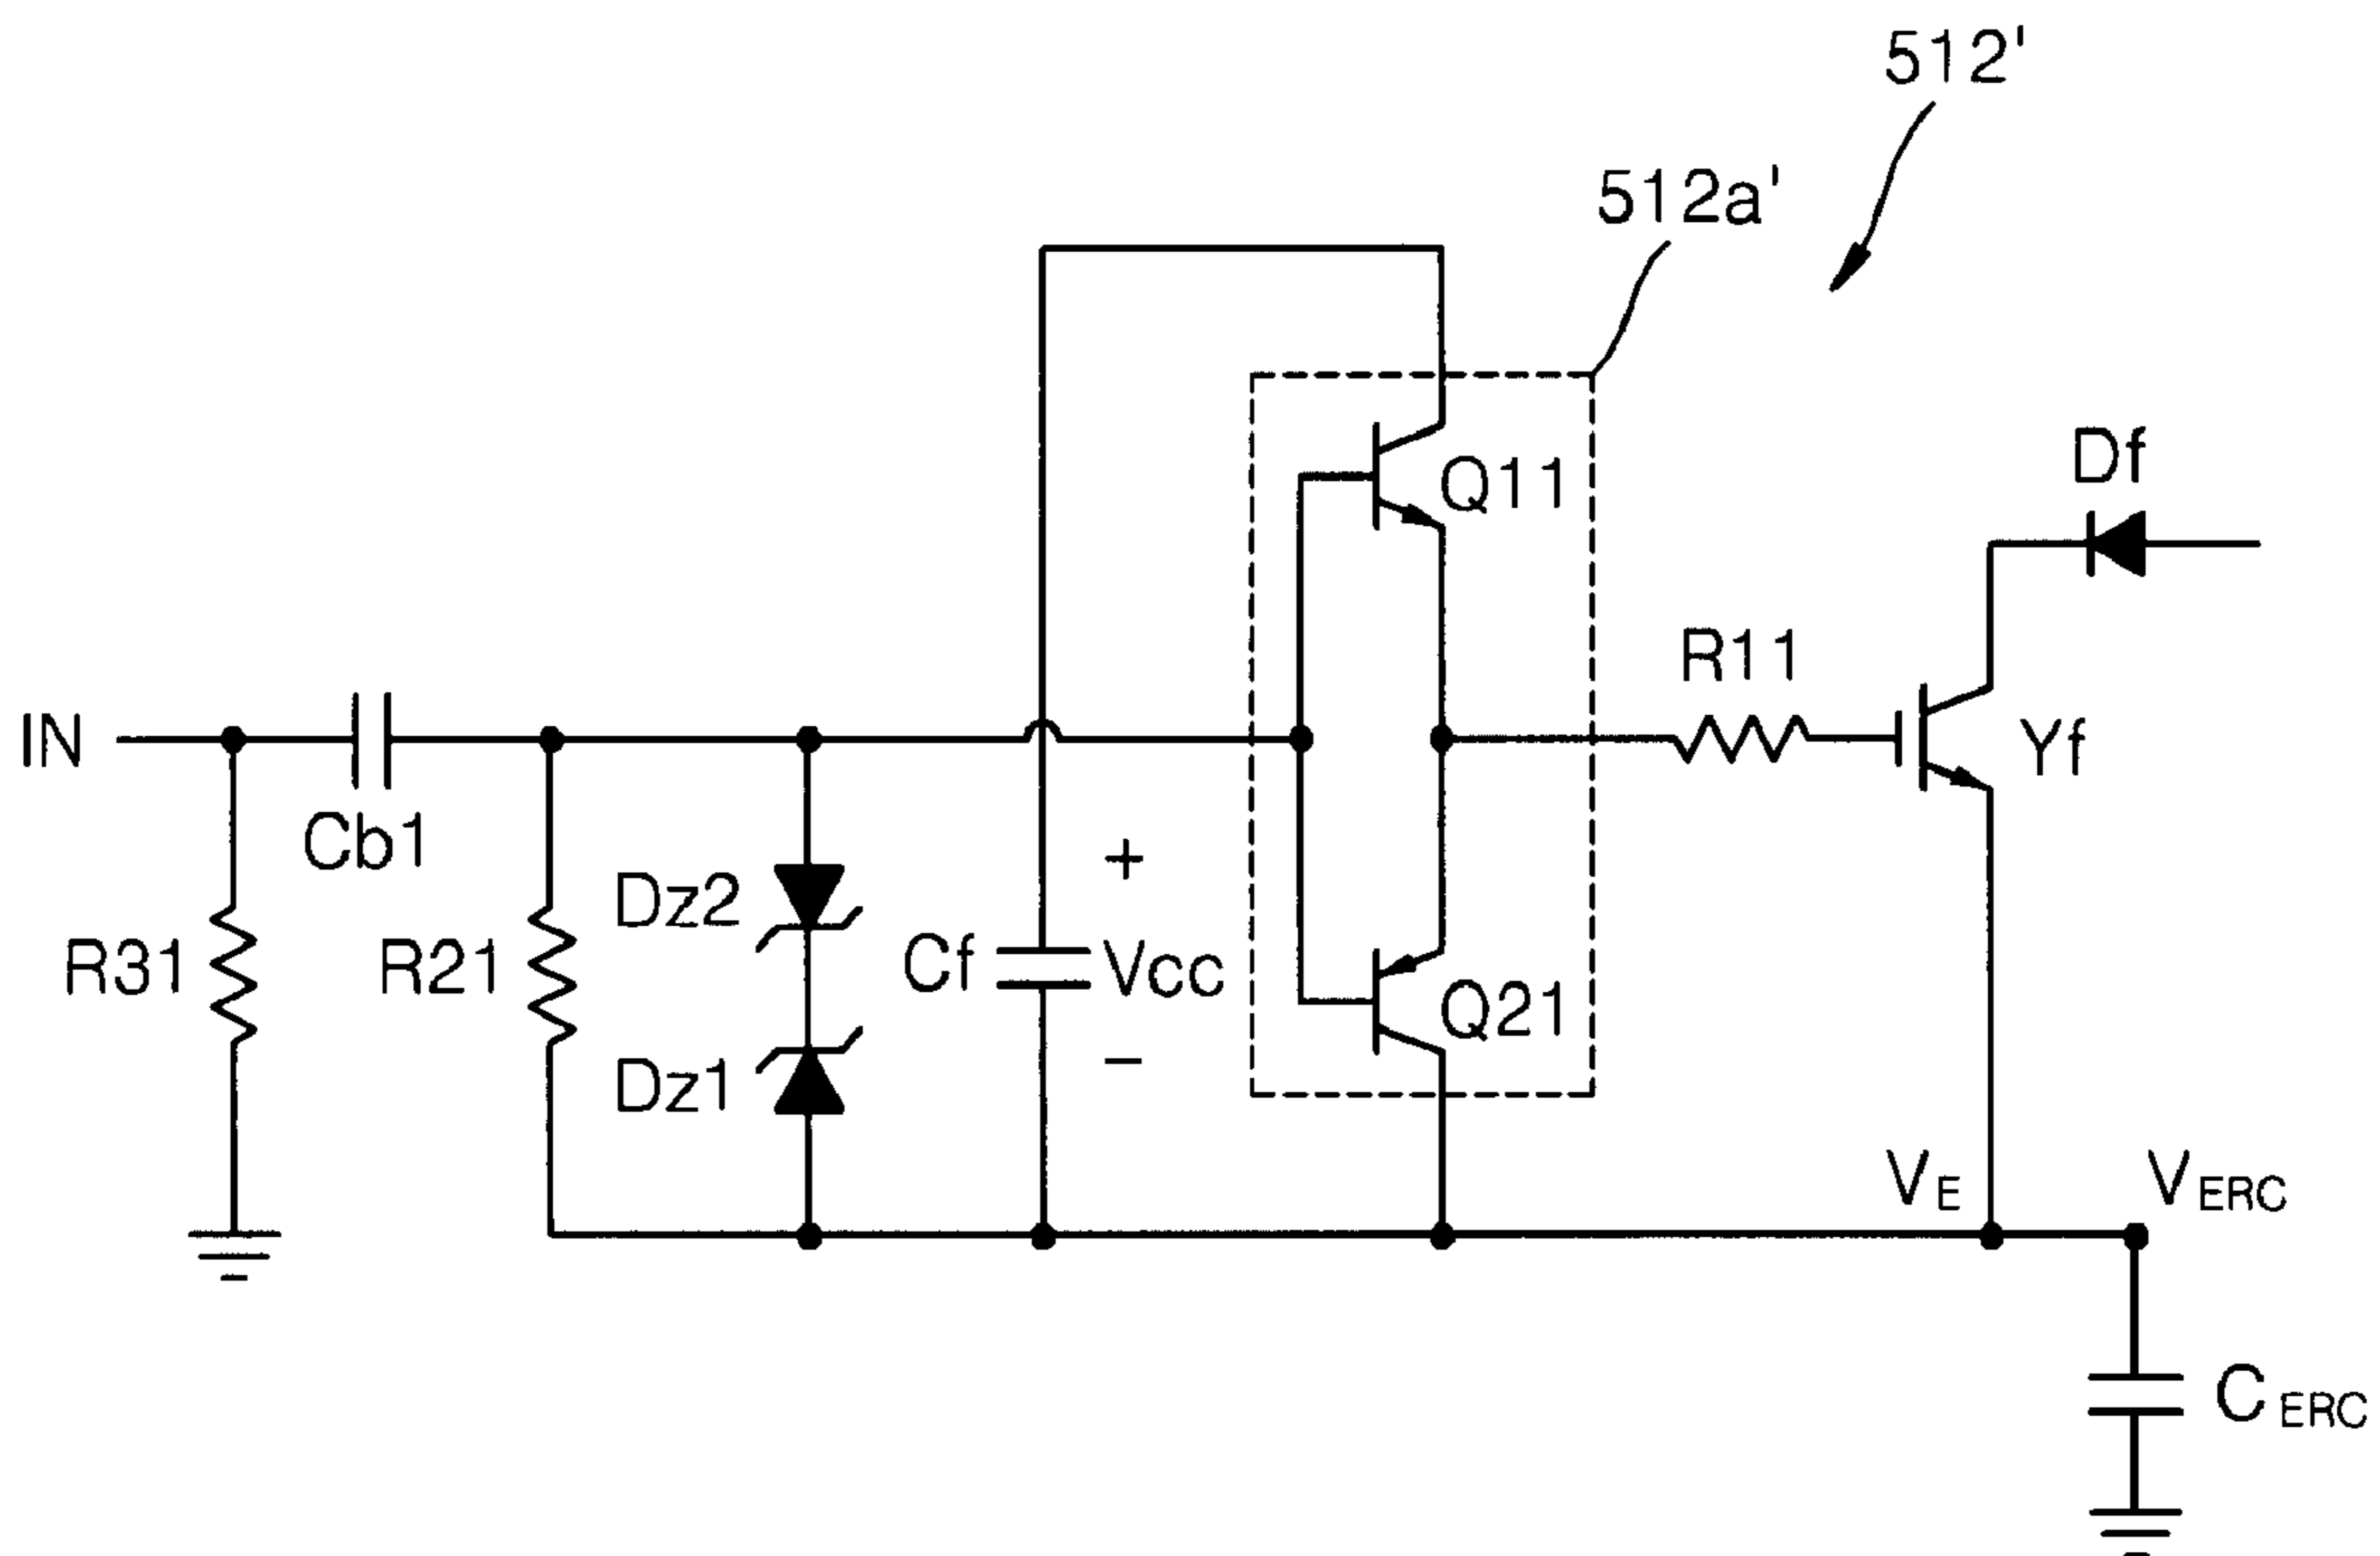 512'
512a'
Q11
Df
R11
IN
Yf
Cb1
+
Dz2
R31
R21
Cf
Vcc
Q21
Dz1
−
VE
VERC
CERC